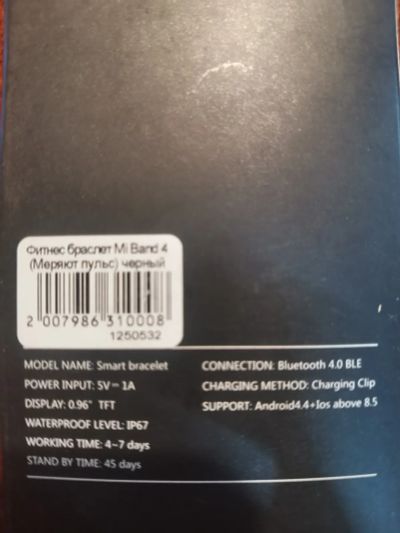 Фитнес браслет Mi Band 4
(Меряют пульс) черный
2 007986 310008
1250532
MODEL NAME: Smart bracelet
POWER INPUT: 5V⎓1A
DISPLAY: 0.96" TFT
WATERPROOF LEVEL: IP67
WORKING TIME: 4~7 days
STAND BY TIME: 45 days
CONNECTION: Bluetooth 4.0 BLE
CHARGING METHOD: Charging Clip
SUPPORT: Android4.4+Ios above 8.5